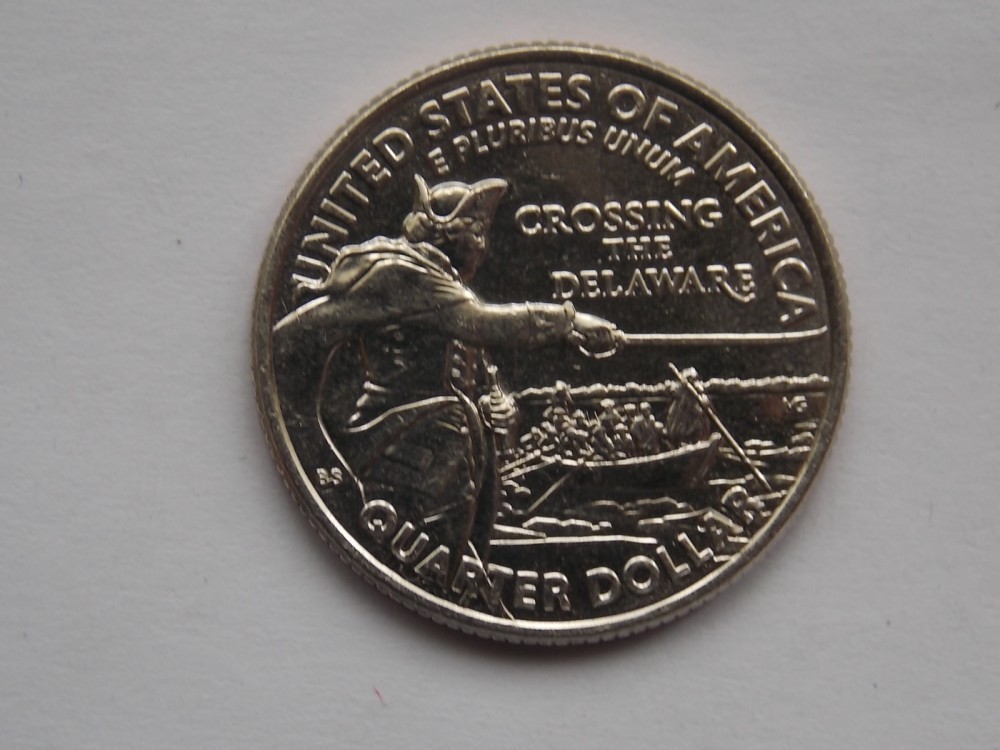 UNITED STATES OF AMERICA
E PLURIBUS UNUM
CROSSING
THE
DELAWARE
BS
QUARTER DOLLAR